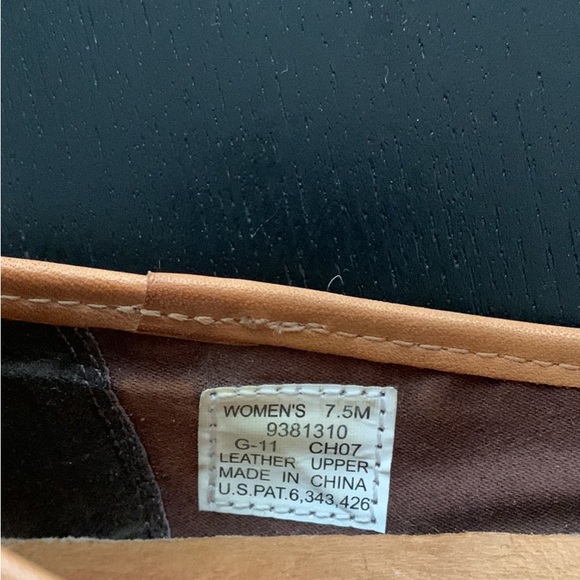 WOMEN'S 7.5M
9381310
G-11 CH07
LEATHER UPPER
MADE IN CHINA
U.S.PAT.6,343,426